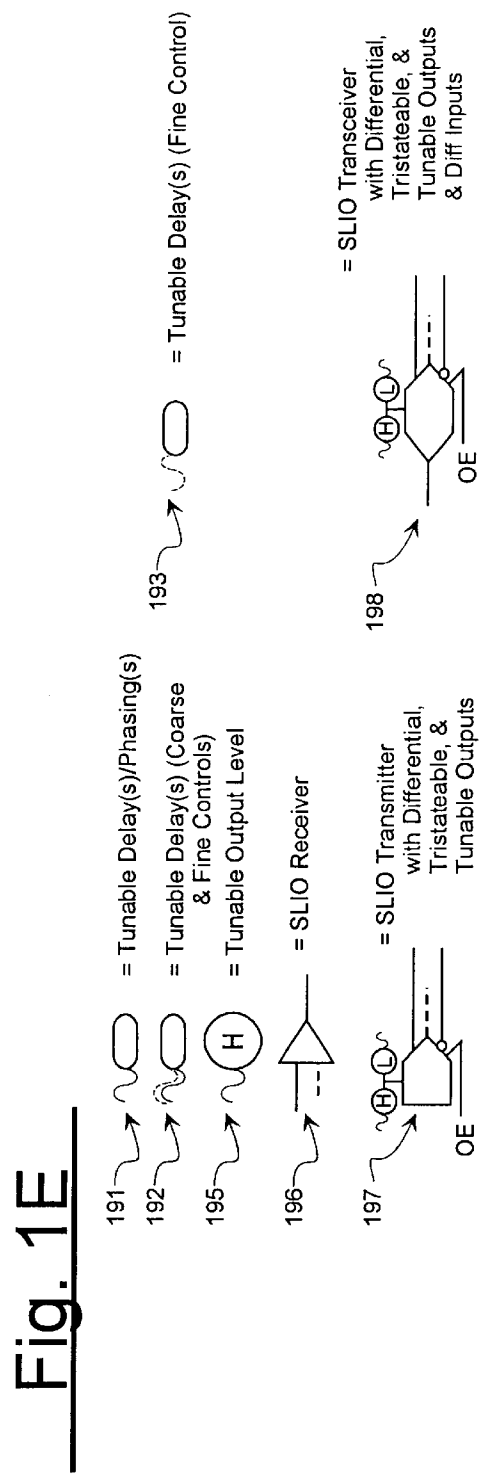 Fig. 1E
191
= Tunable Delay(s)/Phasing(s)
192
= Tunable Delay(s) (Coarse
& Fine Controls)
193
= Tunable Delay(s) (Fine Control)
195
H
= Tunable Output Level
196
= SLIO Receiver
197
H
L
OE
= SLIO Transmitter
with Differential,
Tristateable, &
Tunable Outputs
198
H
L
OE
= SLIO Transceiver
with Differential,
Tristateable, &
Tunable Outputs
& Diff Inputs